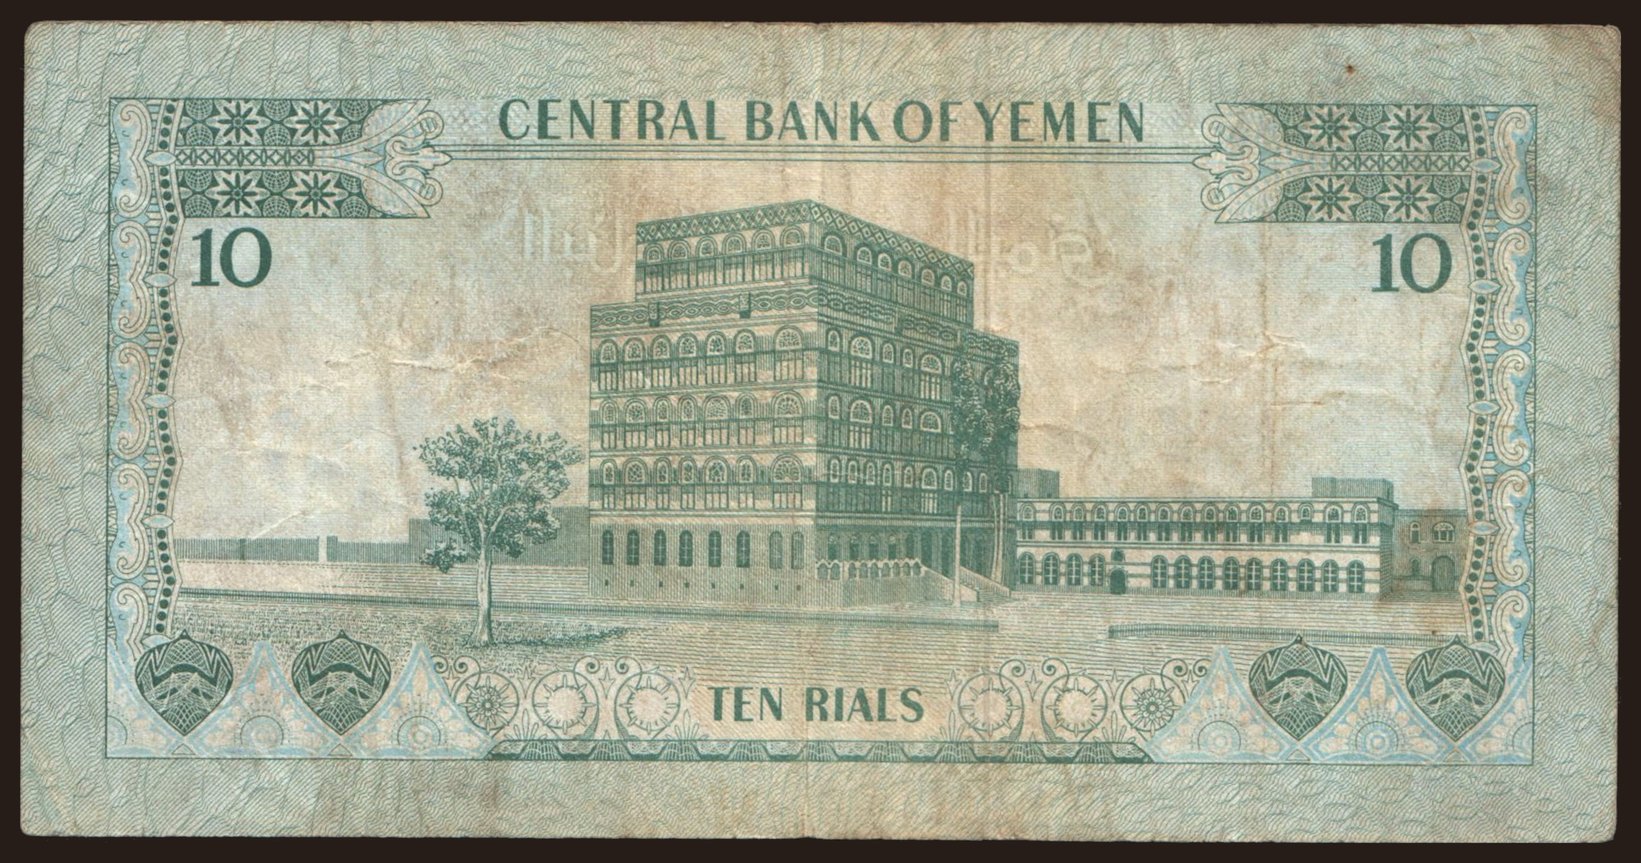 CENTRAL BANK OF YEMEN
10
10
TEN RIALS